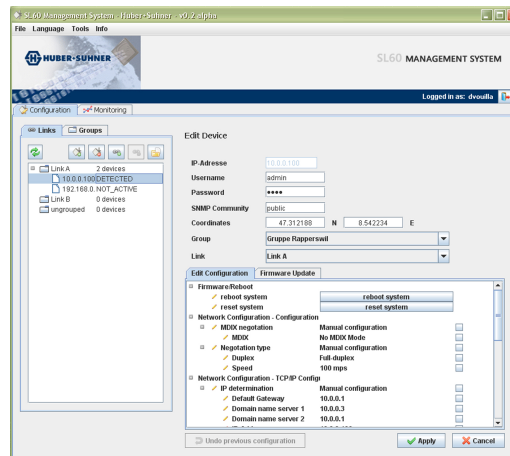 SL60 Management System - Huber+Suhner - v0.2 alpha
File Language Tools Info
HUBER+SUHNER
SL60 MANAGEMENT SYSTEM
Logged in as: dvouilla
Configuration Monitoring
Links Groups
Link A 2 devices
10.0.0.100 DETECTED
192.168.0. NOT_ACTIVE
Link B 0 devices
ungrouped 0 devices
Edit Device
IP-Adresse 10.0.0.100
Username admin
Password ••••
SNMP Community public
Coordinates 47.312188 N 8.542234 E
Group Gruppe Rapperswil
Link Link A
Edit Configuration Firmware Update
Firmware/Reboot
reboot system reboot system
reset system reset system
Network Configuration - Configuration
MDIX negotation Manual configuration
MDIX No MDIX Mode
Negotation type Manual configuration
Duplex Full-duplex
Speed 100 mps
Network Configuration - TCP/IP Configu
IP determination Manual configuration
Default Gateway 10.0.0.1
Domain name server 1 10.0.0.3
Domain name server 2 10.0.0.1
Undo previous configuration Apply Cancel